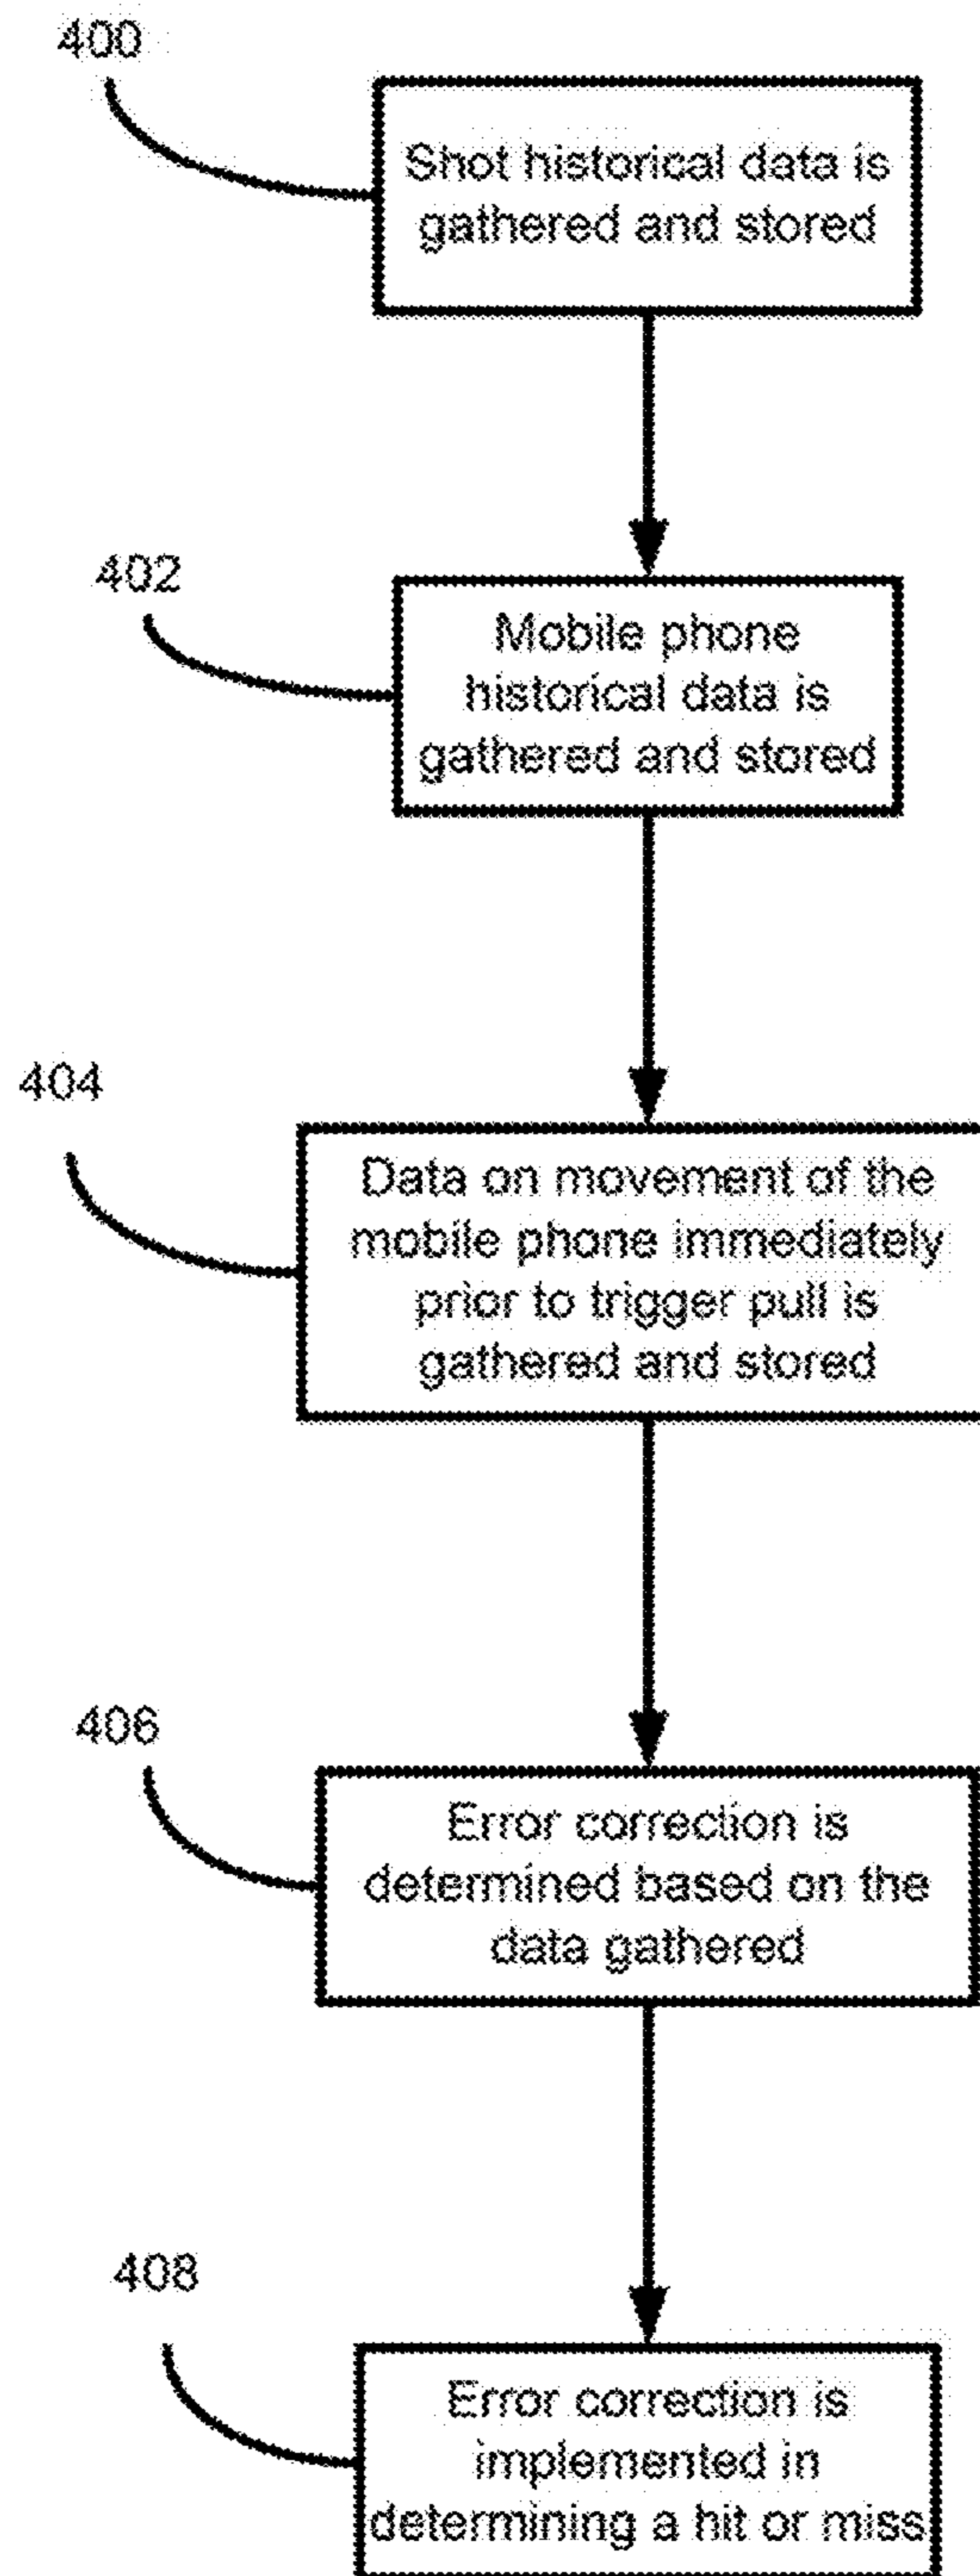 400
Shot historical data is
gathered and stored
402
Mobile phone
historical data is
gathered and stored
404
Data on movement of the
mobile phone immediately
prior to trigger pull is
gathered and stored
406
Error correction is
determined based on the
data gathered
408
Error correction is
implemented in
determining a hit or miss